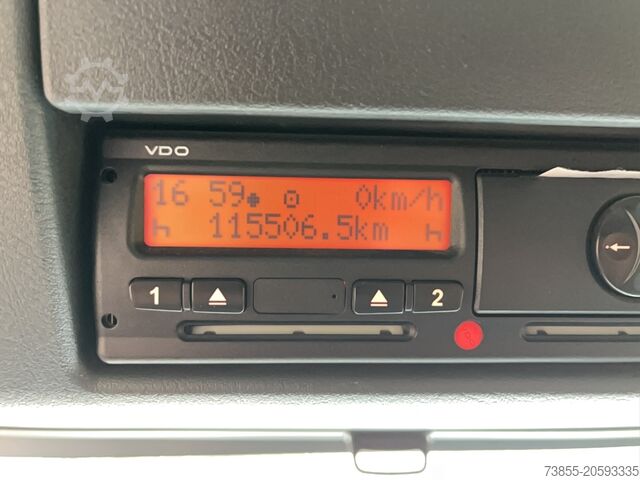 VDO
16 59 0km/h
h 115506.5km h
1 2
73855-20593335